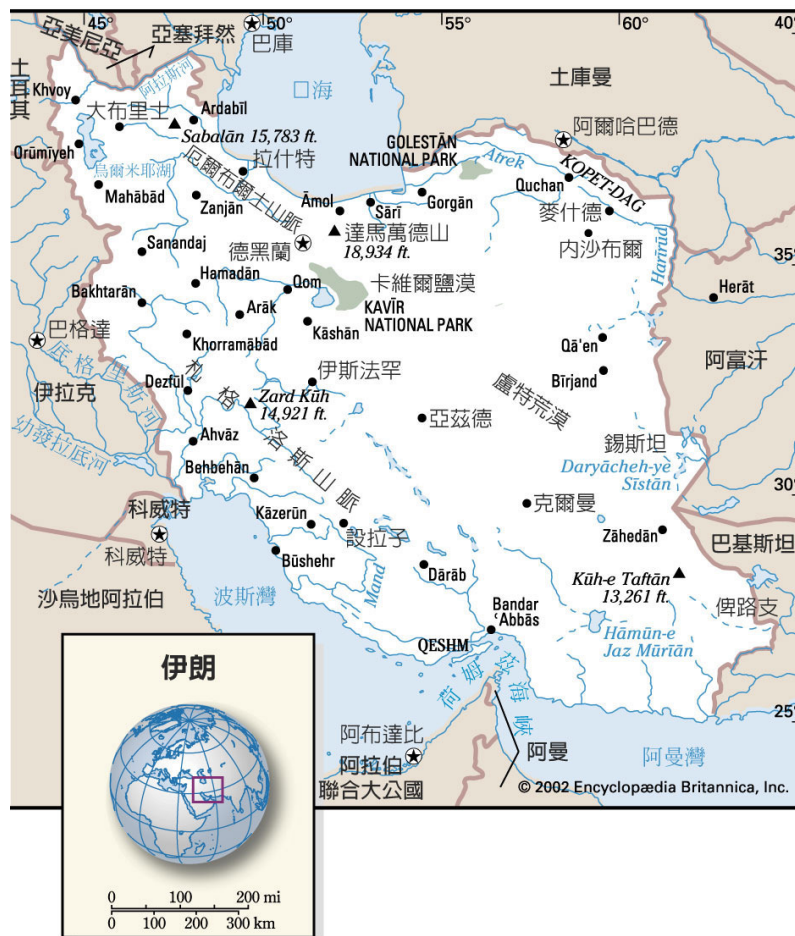 45°
50°
55°
60°
40°
亞美尼亞
亞塞拜然
巴庫
土耳其
Khvoy
阿拉斯河
口海
土庫曼
大布里士
Ardabīl
Sabalān 15,783 ft.
阿爾哈巴德
Orūmiyeh
拉什特
GOLESTĀN
NATIONAL PARK
Atrek
KOPET-DAG
烏爾米耶湖
厄爾布爾士山脈
Quchan
Mahābād
Zanjān
Āmol
Sārī
Gorgān
麥什德
達馬萬德山
18,934 ft.
内沙布爾
Sanandaj
德黑蘭
Harīrūd
35°
Hamadān
Qom
卡維爾鹽漠
Herāt
Bakhtarān
Arāk
KAVĪR
NATIONAL PARK
巴格達
Khorramābād
Kāshān
Qā'en
阿富汗
底格里斯河
伊斯法罕
Bīrjand
伊拉克
Dezfūl
札格洛斯山脈
Zard Kūh
14,921 ft.
盧特荒漠
亞茲德
幼發拉底河
Ahvāz
錫斯坦
Behbehān
Daryācheh-ye
Sīstān
30°
科威特
克爾曼
Kāzerūn
設拉子
Zāhedān
巴基斯坦
科威特
Būshehr
Dārāb
Kūh-e Taftān
13,261 ft.
沙烏地阿拉伯
波斯灣
Mand
俾路支
Bandar
ʿAbbās
Hāmūn-e
Jaz Mūrīān
QESHM
荷姆茲海峽
25°
伊朗
阿布達比
阿拉伯
聯合大公國
阿曼
阿曼灣
© 2002 Encyclopædia Britannica, Inc.
0 100 200 mi
0 100 200 300 km